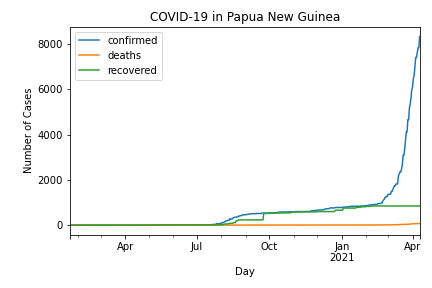 COVID-19 in Papua New Guinea
confirmed
deaths
recovered
Number of Cases
8000
6000
4000
2000
0
Apr Jul Oct Jan Apr
2021
Day